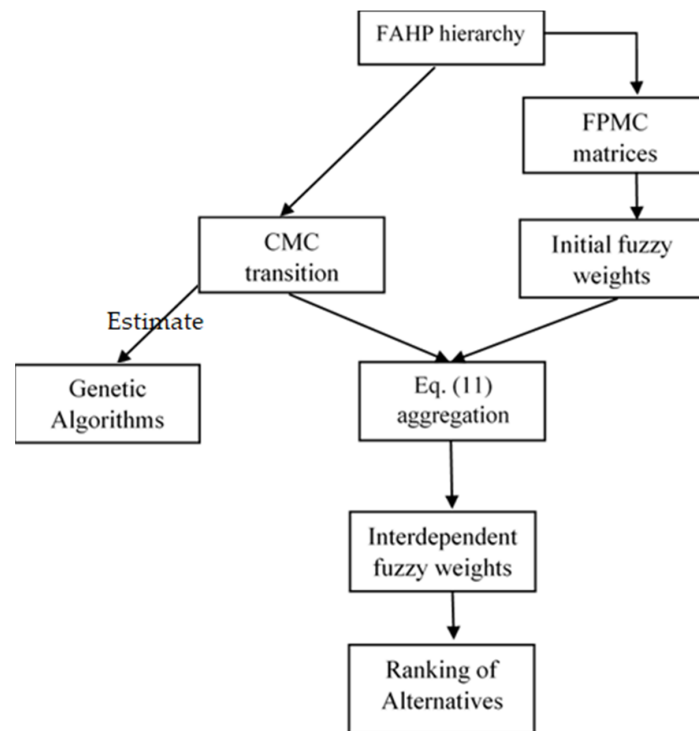 FAHP hierarchy
FPMC
matrices
CMC
transition
Initial fuzzy
weights
Estimate
Genetic
Algorithms
Eq. (11)
aggregation
Interdependent
fuzzy weights
Ranking of
Alternatives